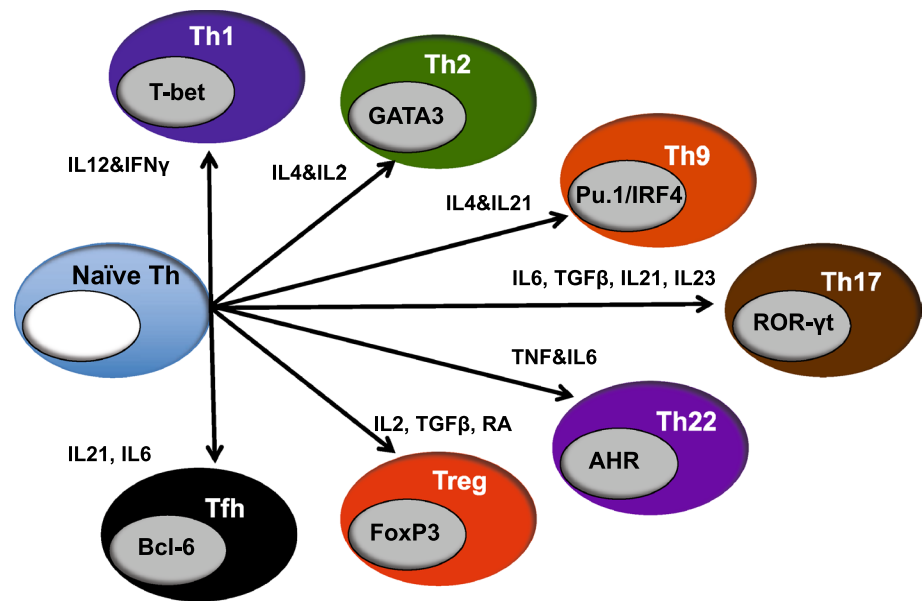 Th1
T-bet
Th2
GATA3
IL12&IFNγ
IL4&IL2
Th9
Pu.1/IRF4
IL4&IL21
Naïve Th
IL6, TGFβ, IL21, IL23
Th17
ROR-γt
TNF&IL6
Th22
AHR
IL2, TGFβ, RA
IL21, IL6
Tfh
Bcl-6
Treg
FoxP3